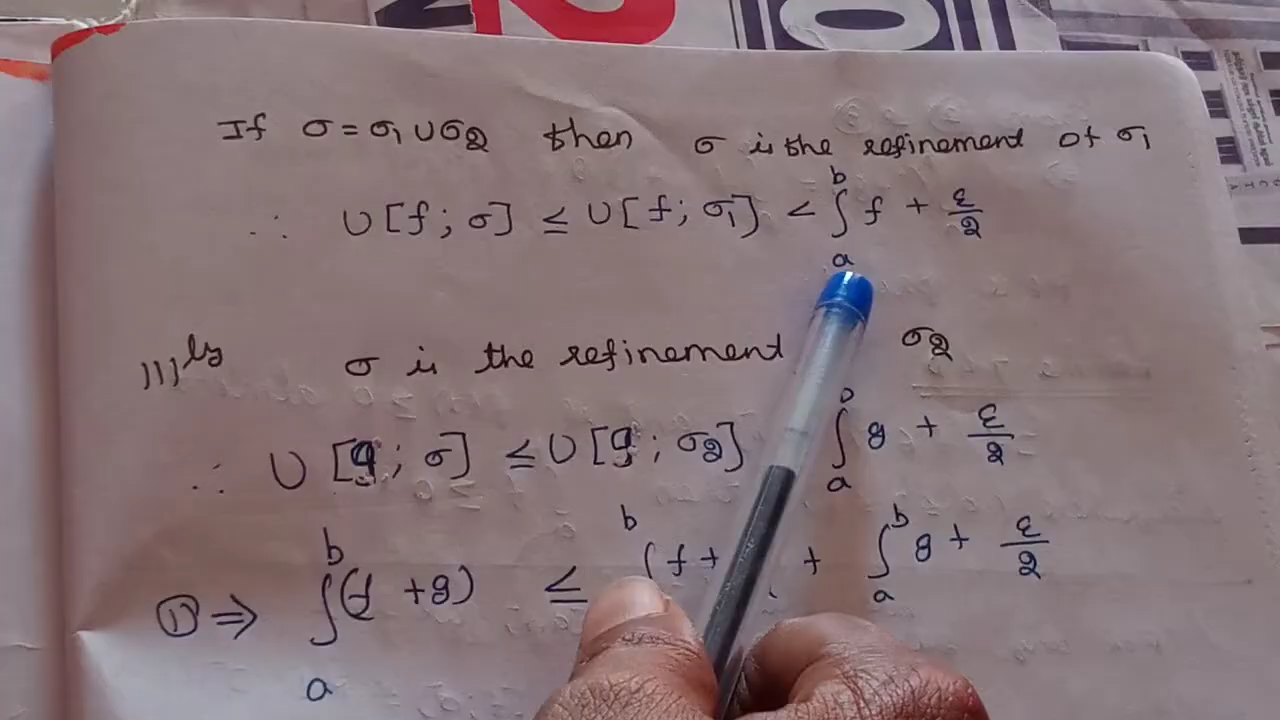 If σ = σ₁ ∪ σ₂ then σ is the refinement of σ₁
∴ U[f; σ] ≤ U[f; σ₁] < ∫ₐᵇ f + ε/2
|||ly σ is the refinement σ₂
∴ U[g; σ] ≤ U[g; σ₂] ∫ₐᵇ g + ε/2
① ⇒ ∫ₐᵇ (f + g) ≤ ∫ᵇ f + + ∫ₐᵇ g + ε/2